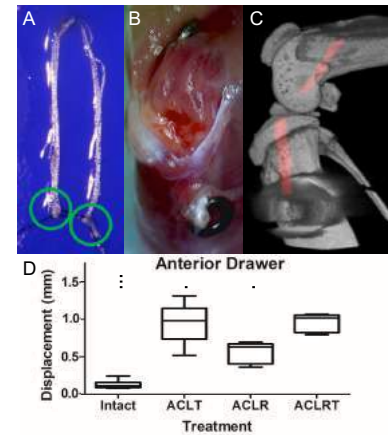 A B C
D Anterior Drawer
Displacement (mm)
1.5
1.0
0.5
0.0
Intact ACLT ACLR ACLRT
Treatment